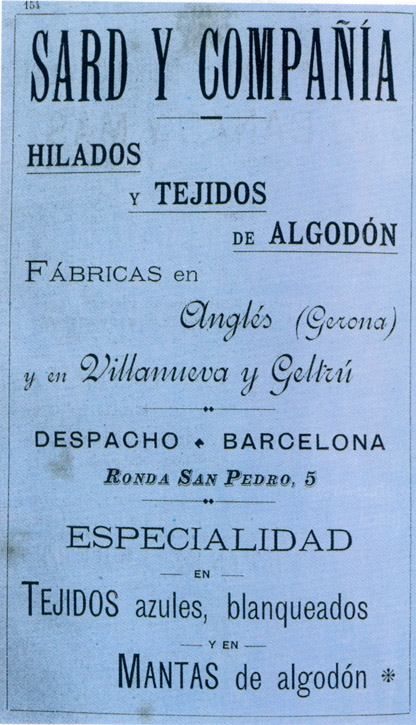 151
SARD Y COMPAÑÍA
HILADOS
Y TEJIDOS
DE ALGODÓN
FÁBRICAS en
Anglés (Gerona)
y en Villanueva y Geltrú
DESPACHO BARCELONA
RONDA SAN PEDRO, 5
ESPECIALIDAD
EN
TEJIDOS azules, blanqueados
Y EN
MANTAS de algodón